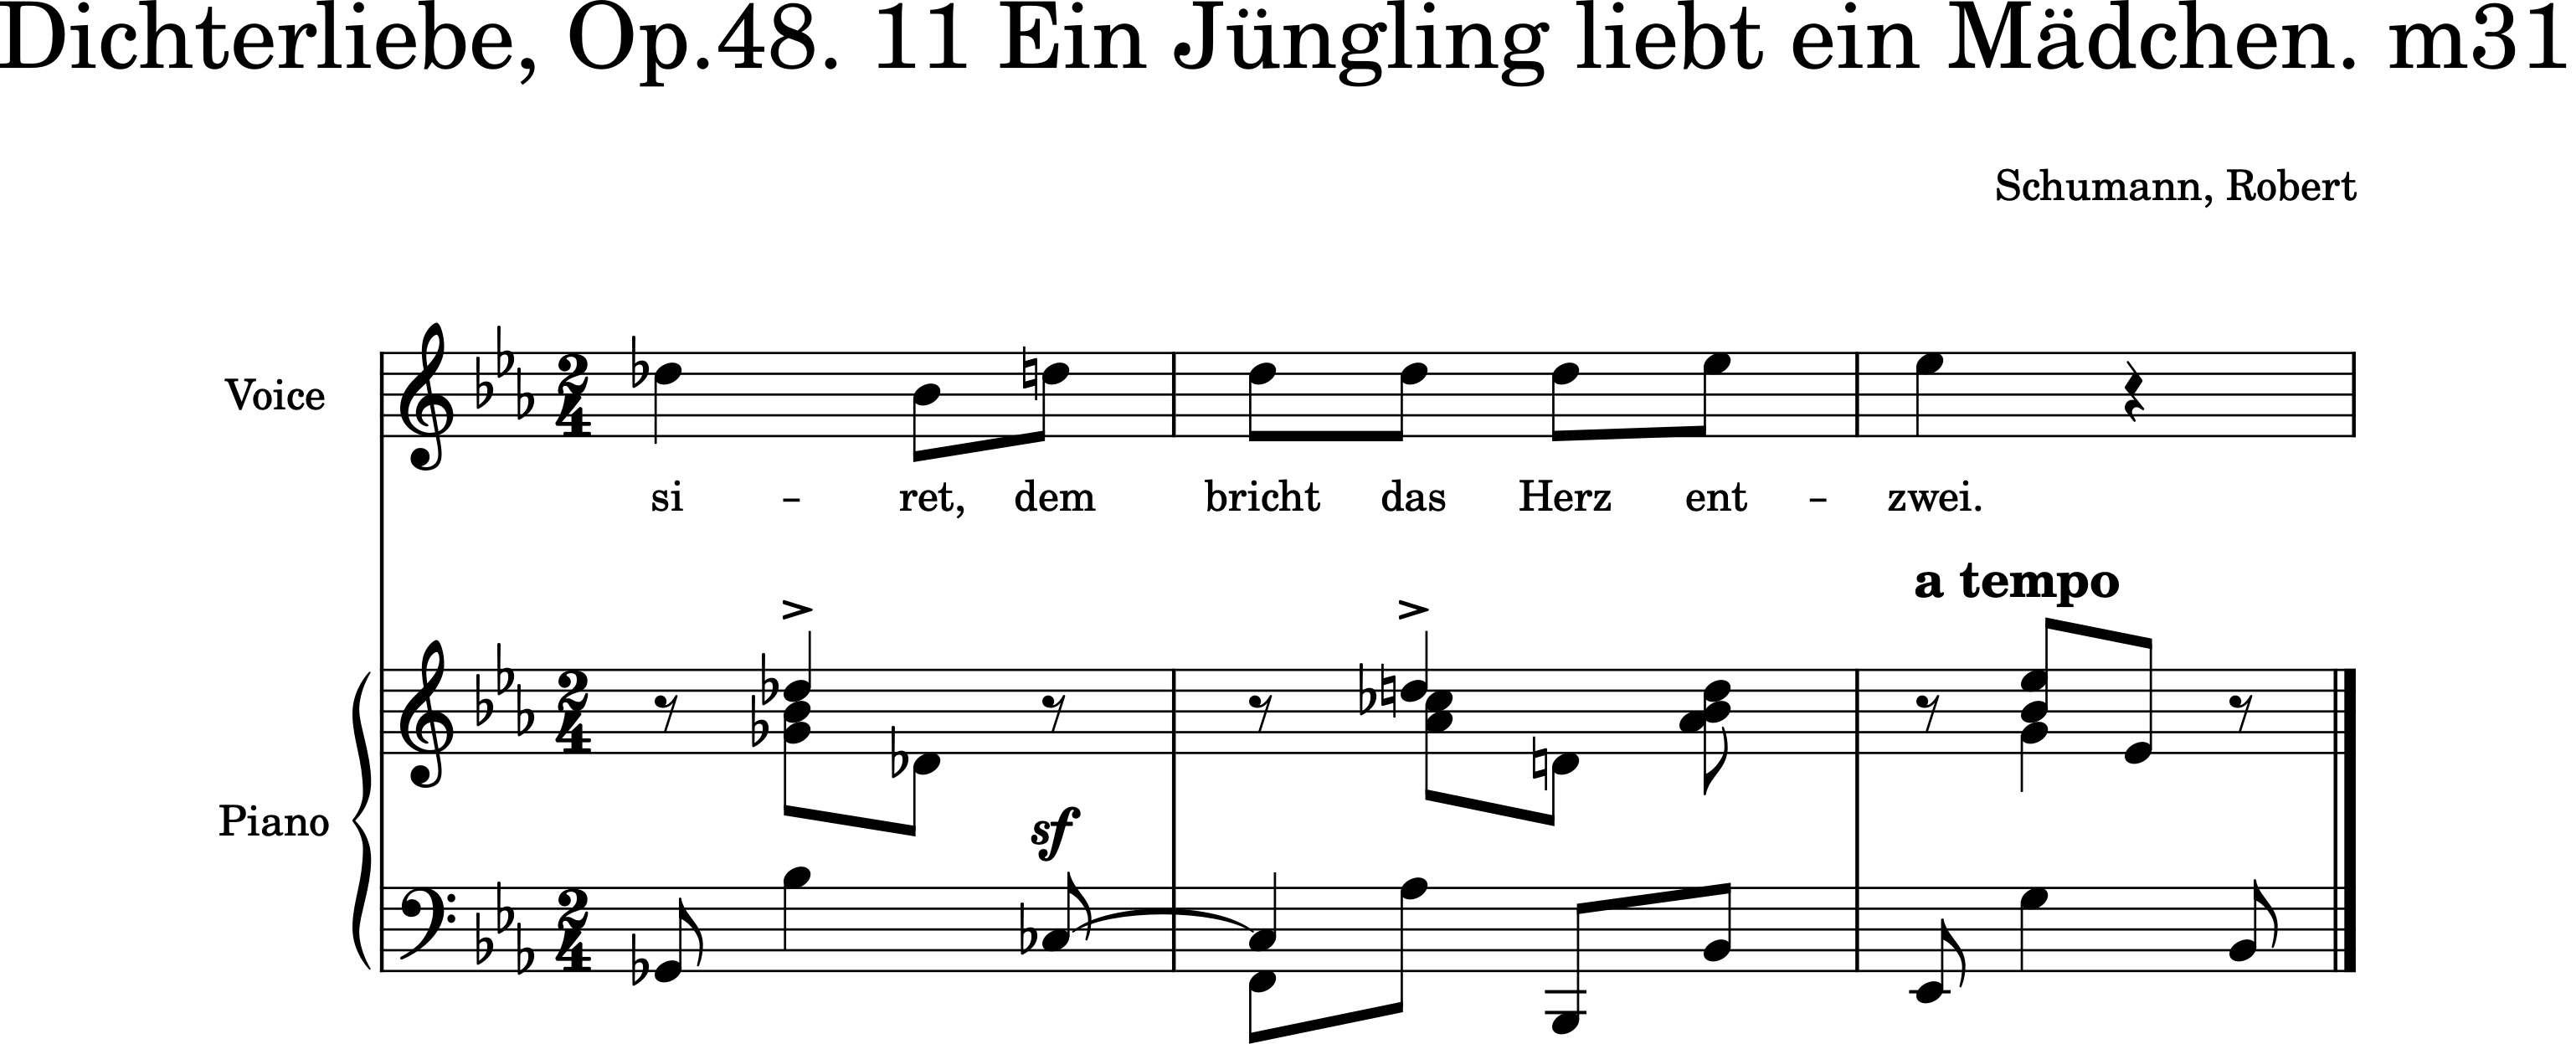 Dichterliebe, Op.48. 11 Ein Jüngling liebt ein Mädchen. m31
Schumann, Robert
Voice
si - ret, dem bricht das Herz ent - zwei.
a tempo
Piano
sf